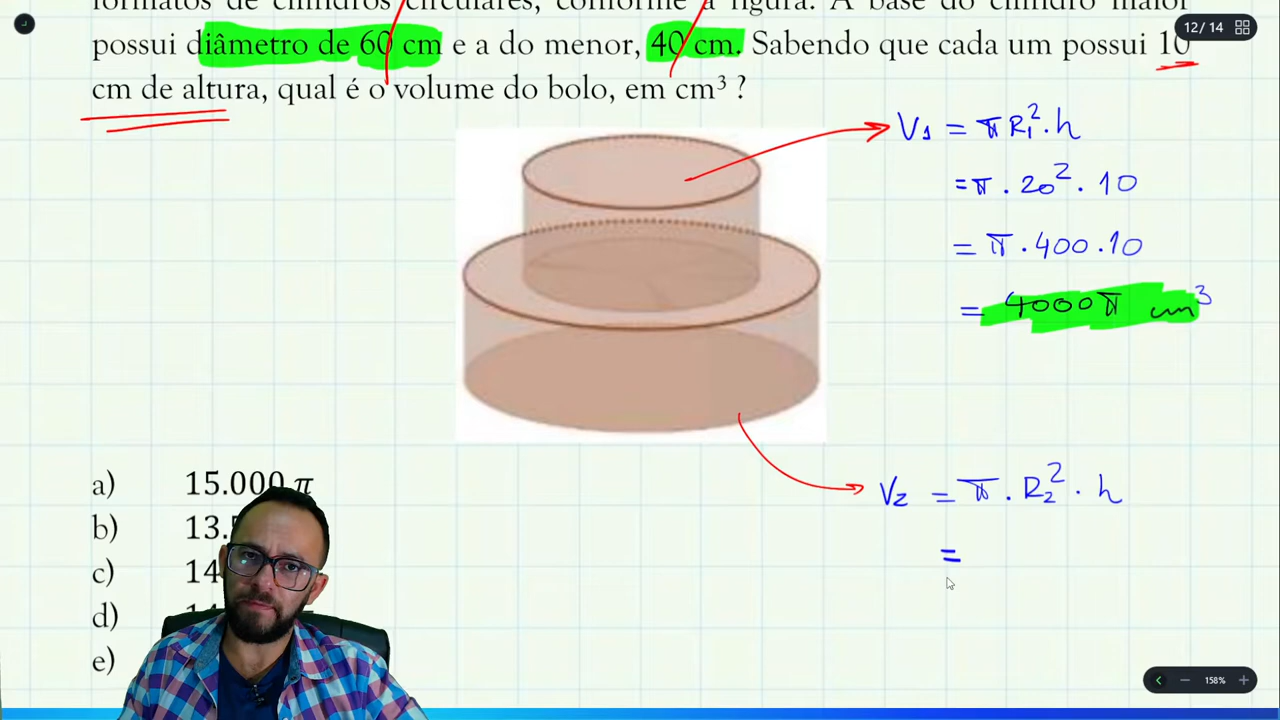 formatos de cilindros circulares, conforme a figura. A base do cilindro maior
possui diâmetro de 60 cm e a do menor, 40 cm. Sabendo que cada um possui 10
cm de altura, qual é o volume do bolo, em cm³ ?
12/14
V₁ = πR₁² . h
= π . 20² . 10
= π . 400 . 10
= 4000π cm³
a) 15.000 π
b) 13.
c) 14
d)
e)
V₂ = π . R₂² . h
=
158%